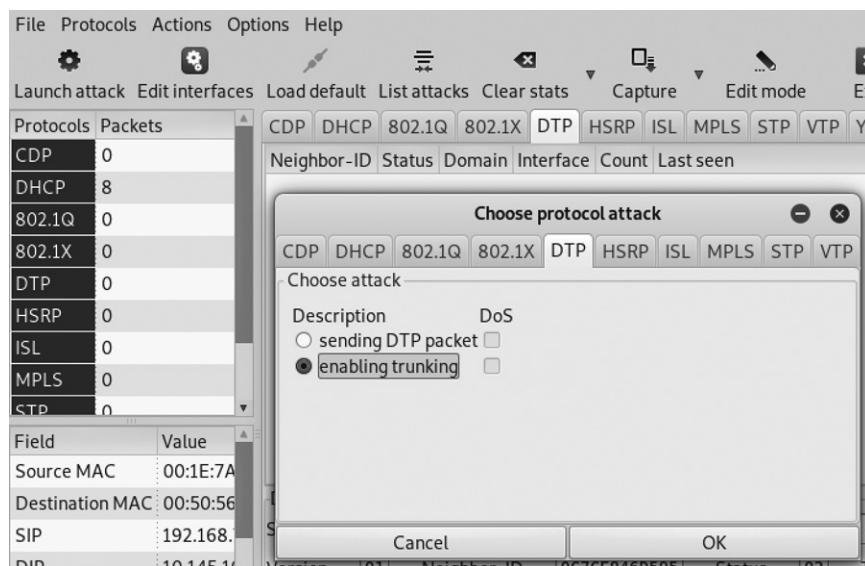 File Protocols Actions Options Help
Launch attack Edit interfaces Load default List attacks Clear stats Capture Edit mode
Protocols Packets
CDP 0
DHCP 8
802.1Q 0
802.1X 0
DTP 0
HSRP 0
ISL 0
MPLS 0
STP 0
Field Value
Source MAC 00:1E:7A
Destination MAC 00:50:56
SIP 192.168.
CDP DHCP 802.1Q 802.1X DTP HSRP ISL MPLS STP VTP Y
Neighbor-ID Status Domain Interface Count Last seen
Choose protocol attack
CDP DHCP 802.1Q 802.1X DTP HSRP ISL MPLS STP VTP
Choose attack
Description DoS
sending DTP packet
enabling trunking
Cancel OK